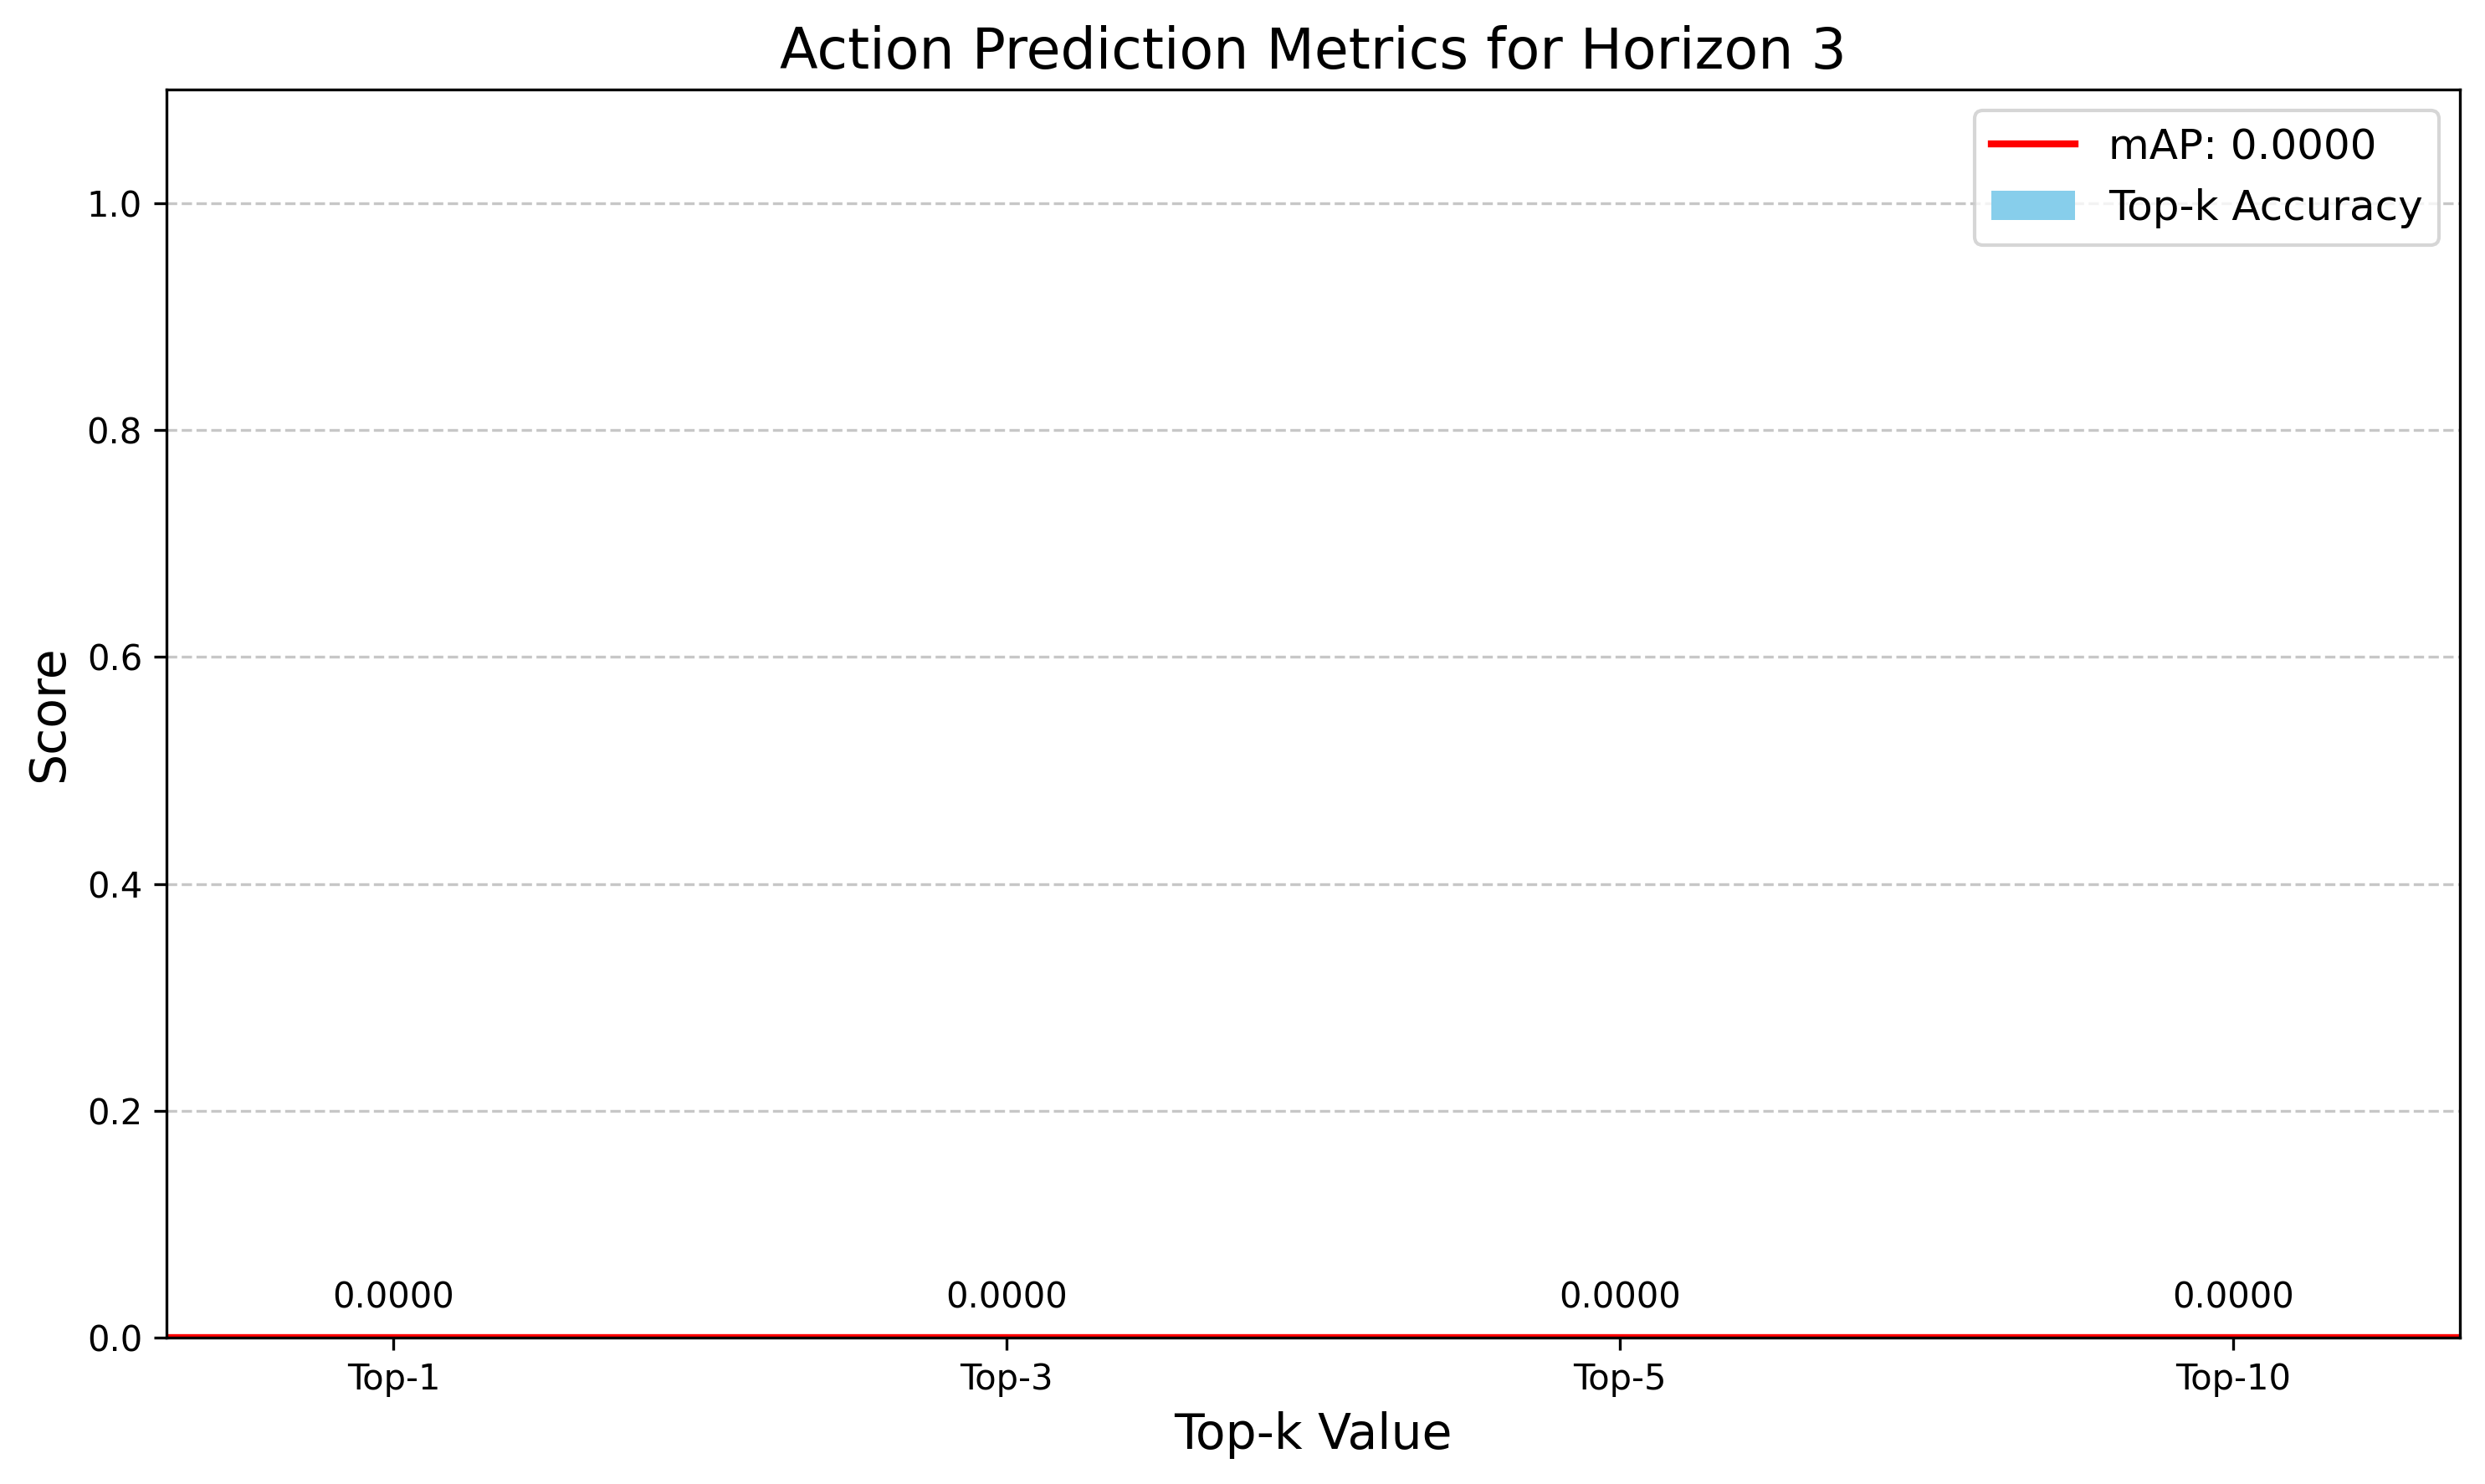 Action Prediction Metrics for Horizon 3
mAP: 0.0000
Top-k Accuracy
Score
1.0
0.8
0.6
0.4
0.2
0.0
0.0000 0.0000 0.0000 0.0000
Top-1 Top-3 Top-5 Top-10
Top-k Value